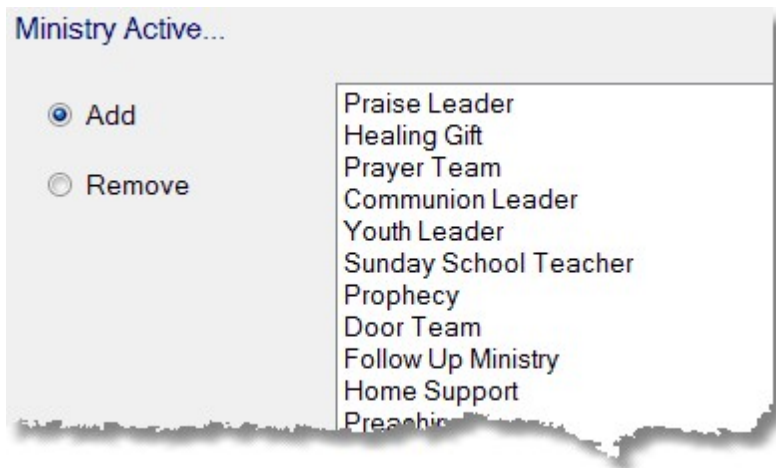 Ministry Active...
Add
Remove
Praise Leader
Healing Gift
Prayer Team
Communion Leader
Youth Leader
Sunday School Teacher
Prophecy
Door Team
Follow Up Ministry
Home Support